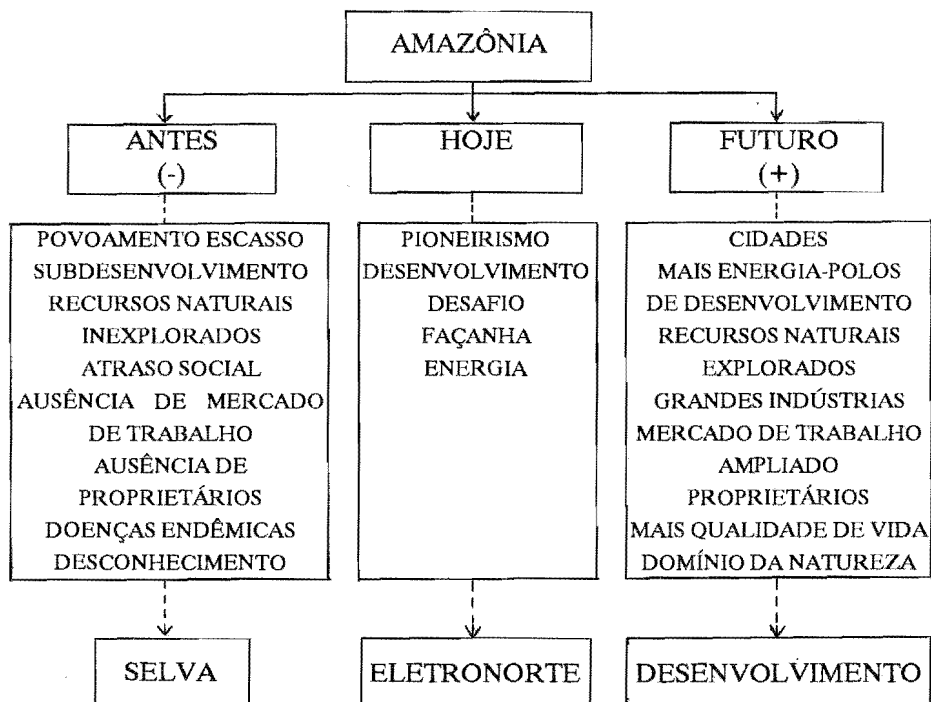 AMAZÔNIA
ANTES
(-)
HOJE
FUTURO
(+)
POVOAMENTO ESCASSO
SUBDESENVOLVIMENTO
RECURSOS NATURAIS
INEXPLORADOS
ATRASO SOCIAL
AUSÊNCIA DE MERCADO
DE TRABALHO
AUSÊNCIA DE
PROPRIETÁRIOS
DOENÇAS ENDÊMICAS
DESCONHECIMENTO
PIONEIRISMO
DESENVOLVIMENTO
DESAFIO
FAÇANHA
ENERGIA
CIDADES
MAIS ENERGIA-POLOS
DE DESENVOLVIMENTO
RECURSOS NATURAIS
EXPLORADOS
GRANDES INDÚSTRIAS
MERCADO DE TRABALHO
AMPLIADO
PROPRIETÁRIOS
MAIS QUALIDADE DE VIDA
DOMÍNIO DA NATUREZA
SELVA
ELETRONORTE
DESENVOLVIMENTO